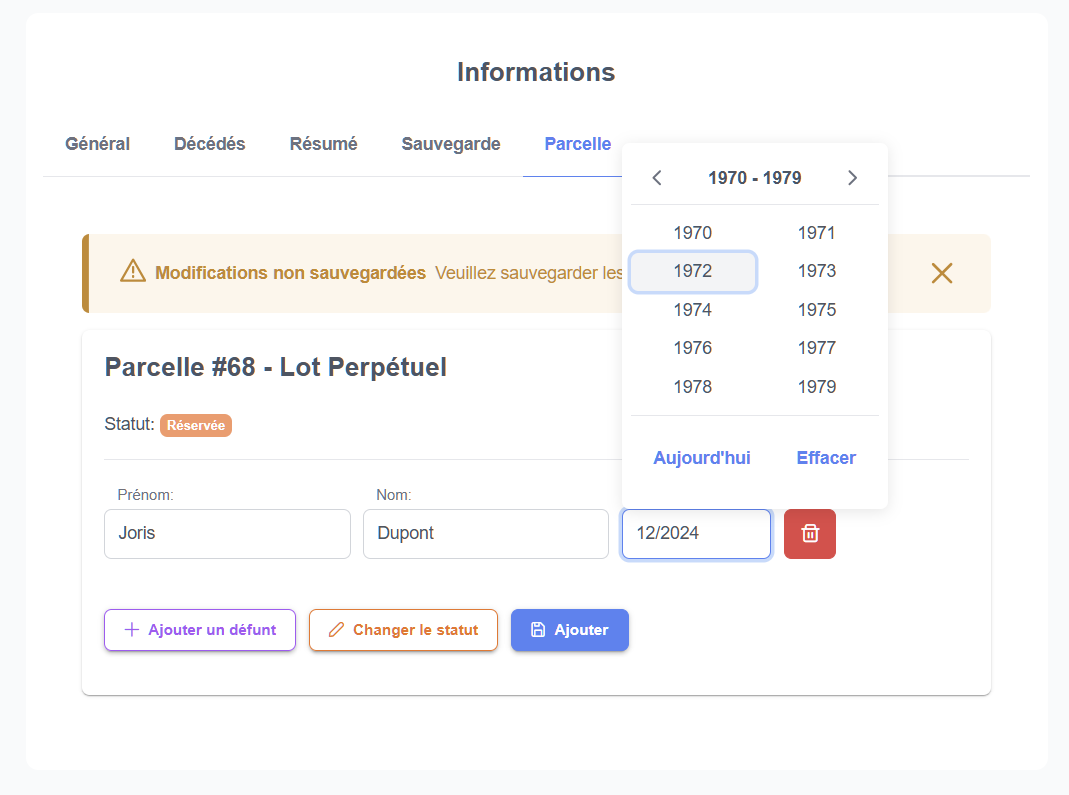 Informations
Général Décédés Résumé Sauvegarde Parcelle
1970 - 1979
1970 1971
1972 1973
1974 1975
1976 1977
1978 1979
Aujourd'hui Effacer
Modifications non sauvegardées Veuillez sauvegarder les
Parcelle #68 - Lot Perpétuel
Statut: Réservée
Prénom: Nom:
Joris Dupont 12/2024
Ajouter un défunt Changer le statut Ajouter